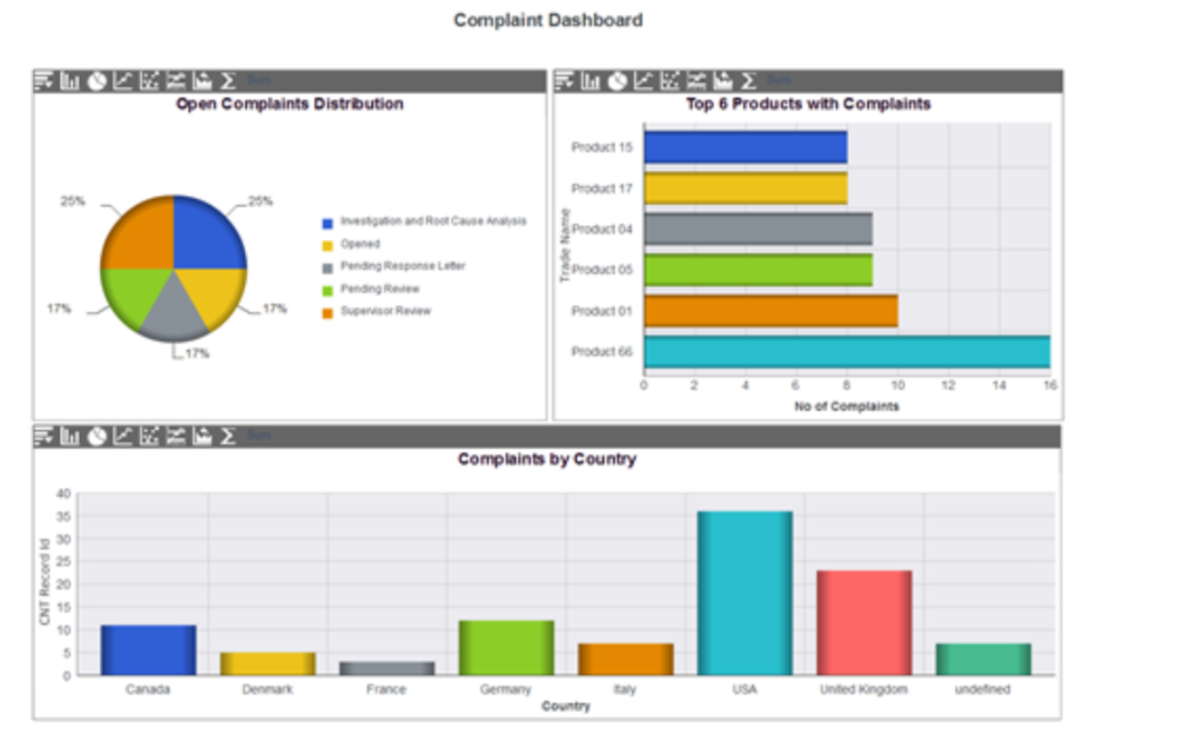 Complaint Dashboard
Sum
Open Complaints Distribution
25%
25%
17%
17%
17%
Investigation and Root Cause Analysis
Opened
Pending Response Letter
Pending Review
Supervisor Review
Sum
Top 6 Products with Complaints
Trade Name
Product 15
Product 17
Product 04
Product 05
Product 01
Product 66
0 2 4 6 8 10 12 14 16
No of Complaints
Sum
Complaints by Country
CNT Record Id
40
35
30
25
20
15
10
5
0
Canada Denmark France Germany Italy USA United Kingdom undefined
Country